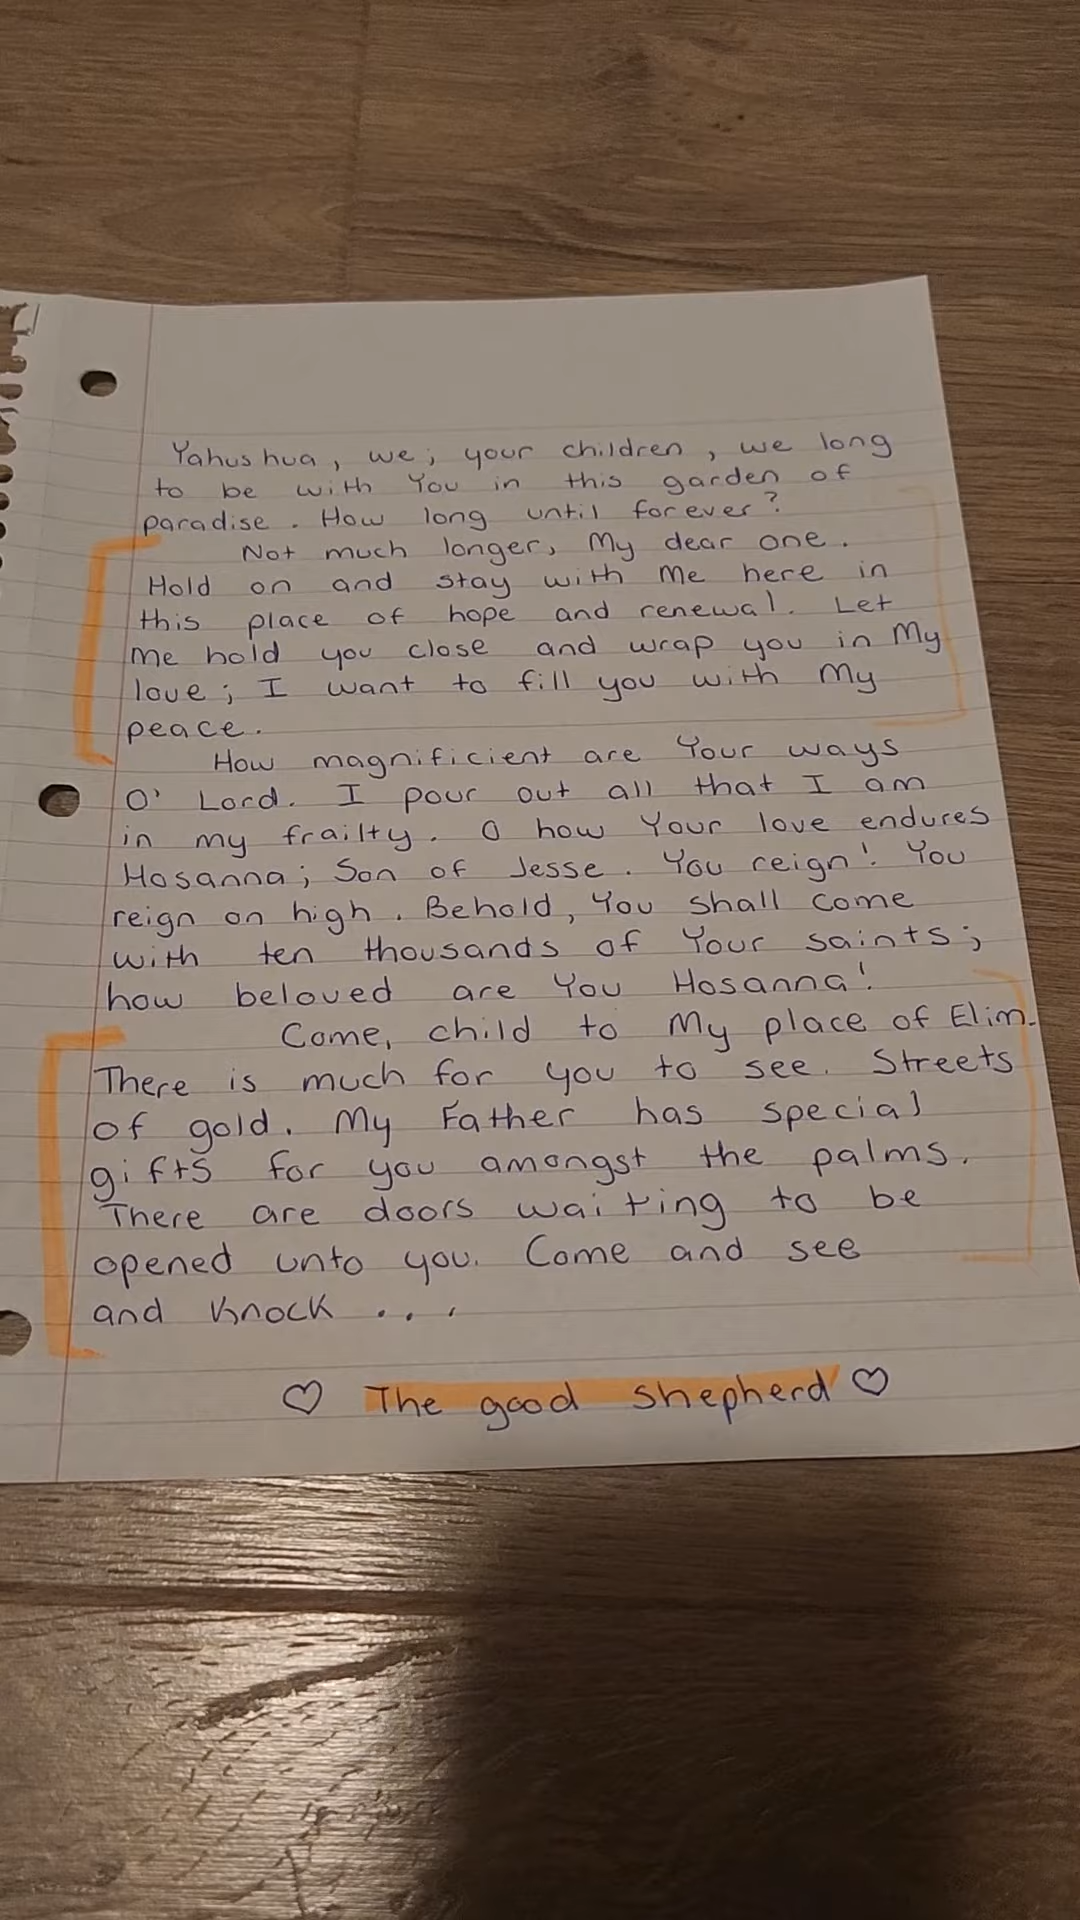 Yahushua, we; your children, we long
to be with You in this garden of
paradise. How long until forever?
Not much longer, My dear one.
Hold on and stay with Me here in
this place of hope and renewal. Let
Me hold you close and wrap you in My
love; I want to fill you with My
peace.
How magnificient are Your ways
O' Lord. I pour out all that I am
in my frailty. O how Your love endures
Hosanna; Son of Jesse. You reign! You
reign on high. Behold, You shall come
with ten thousands of Your saints;
how beloved are You Hosanna!
Come, child to My place of Elim.
There is much for you to see. Streets
of gold. My Father has special
gifts for you amongst the palms.
There are doors waiting to be
opened unto you. Come and see
and knock ...
♡ The good shepherd ♡